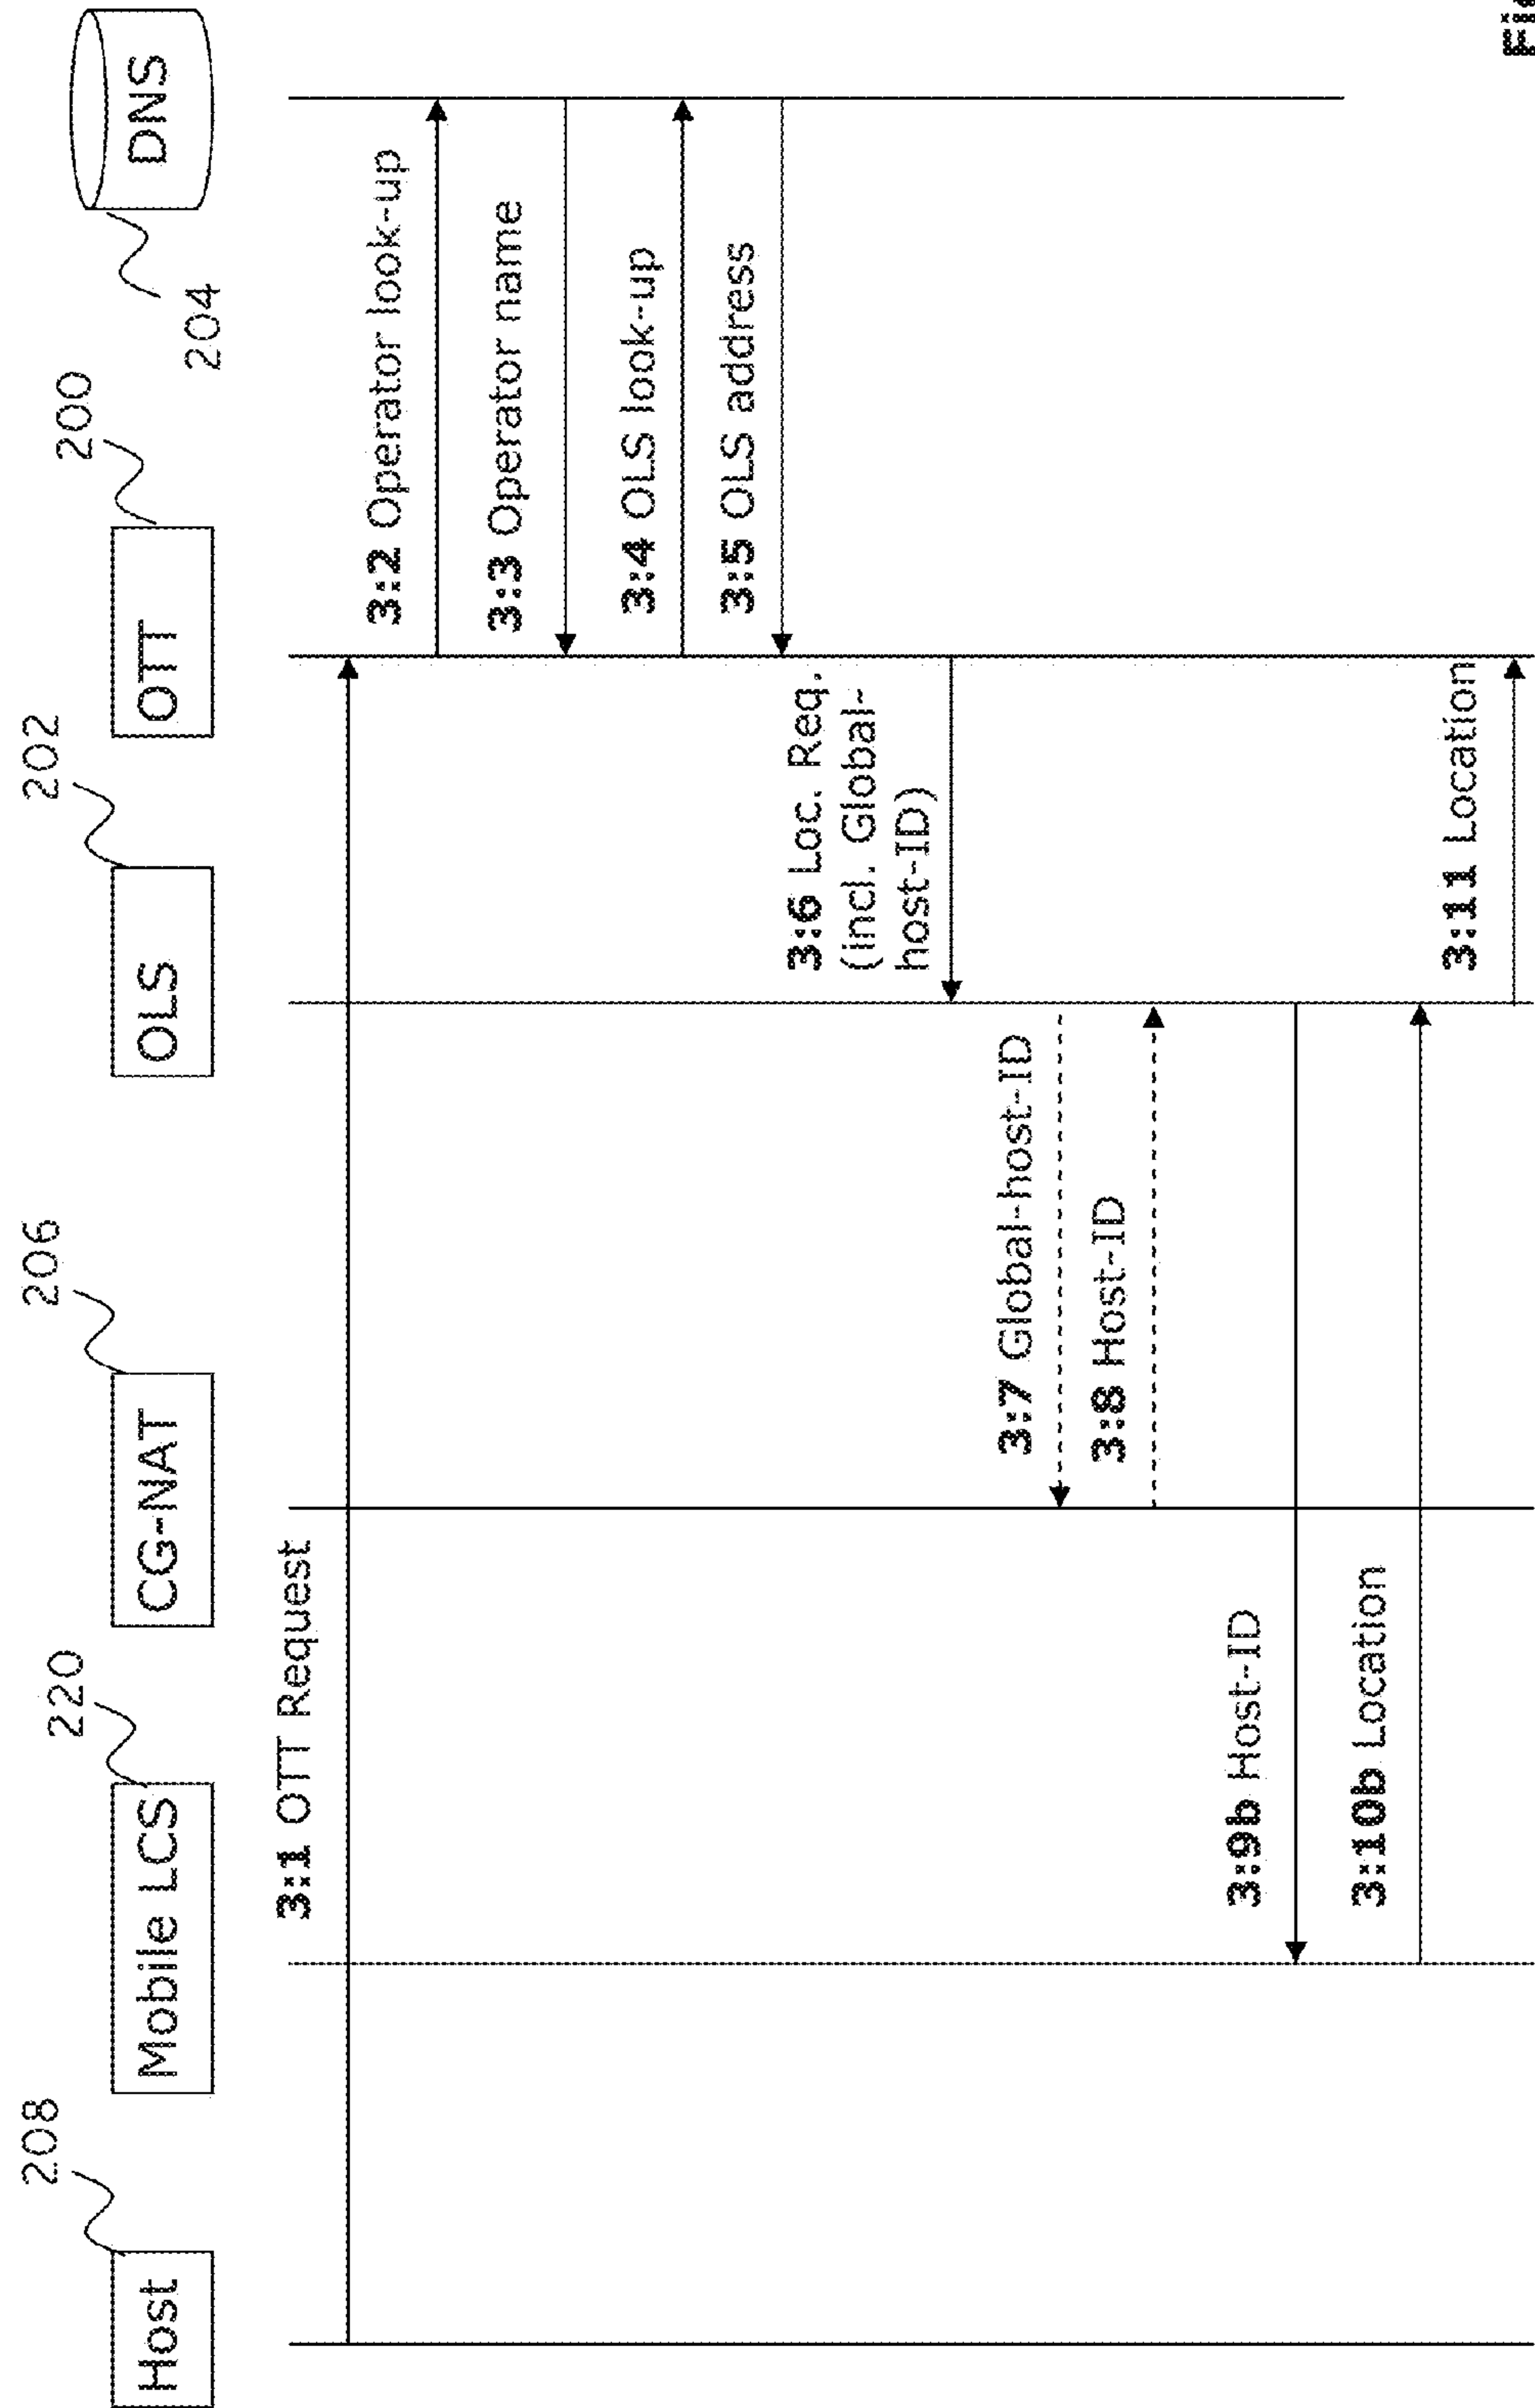 208
220
206
202
200
204
Host
Mobile LCS
CG-NAT
OLS
OTT
DNS
3:1 OTT Request
3:2 Operator look-up
3:3 Operator name
3:4 OLS look-up
3:5 OLS address
3:6 Loc. Req.
(incl. Global-
host-ID)
3:7 Global-host-ID
3:8 Host-ID
3:9b Host-ID
3:10b Location
3:11 Location